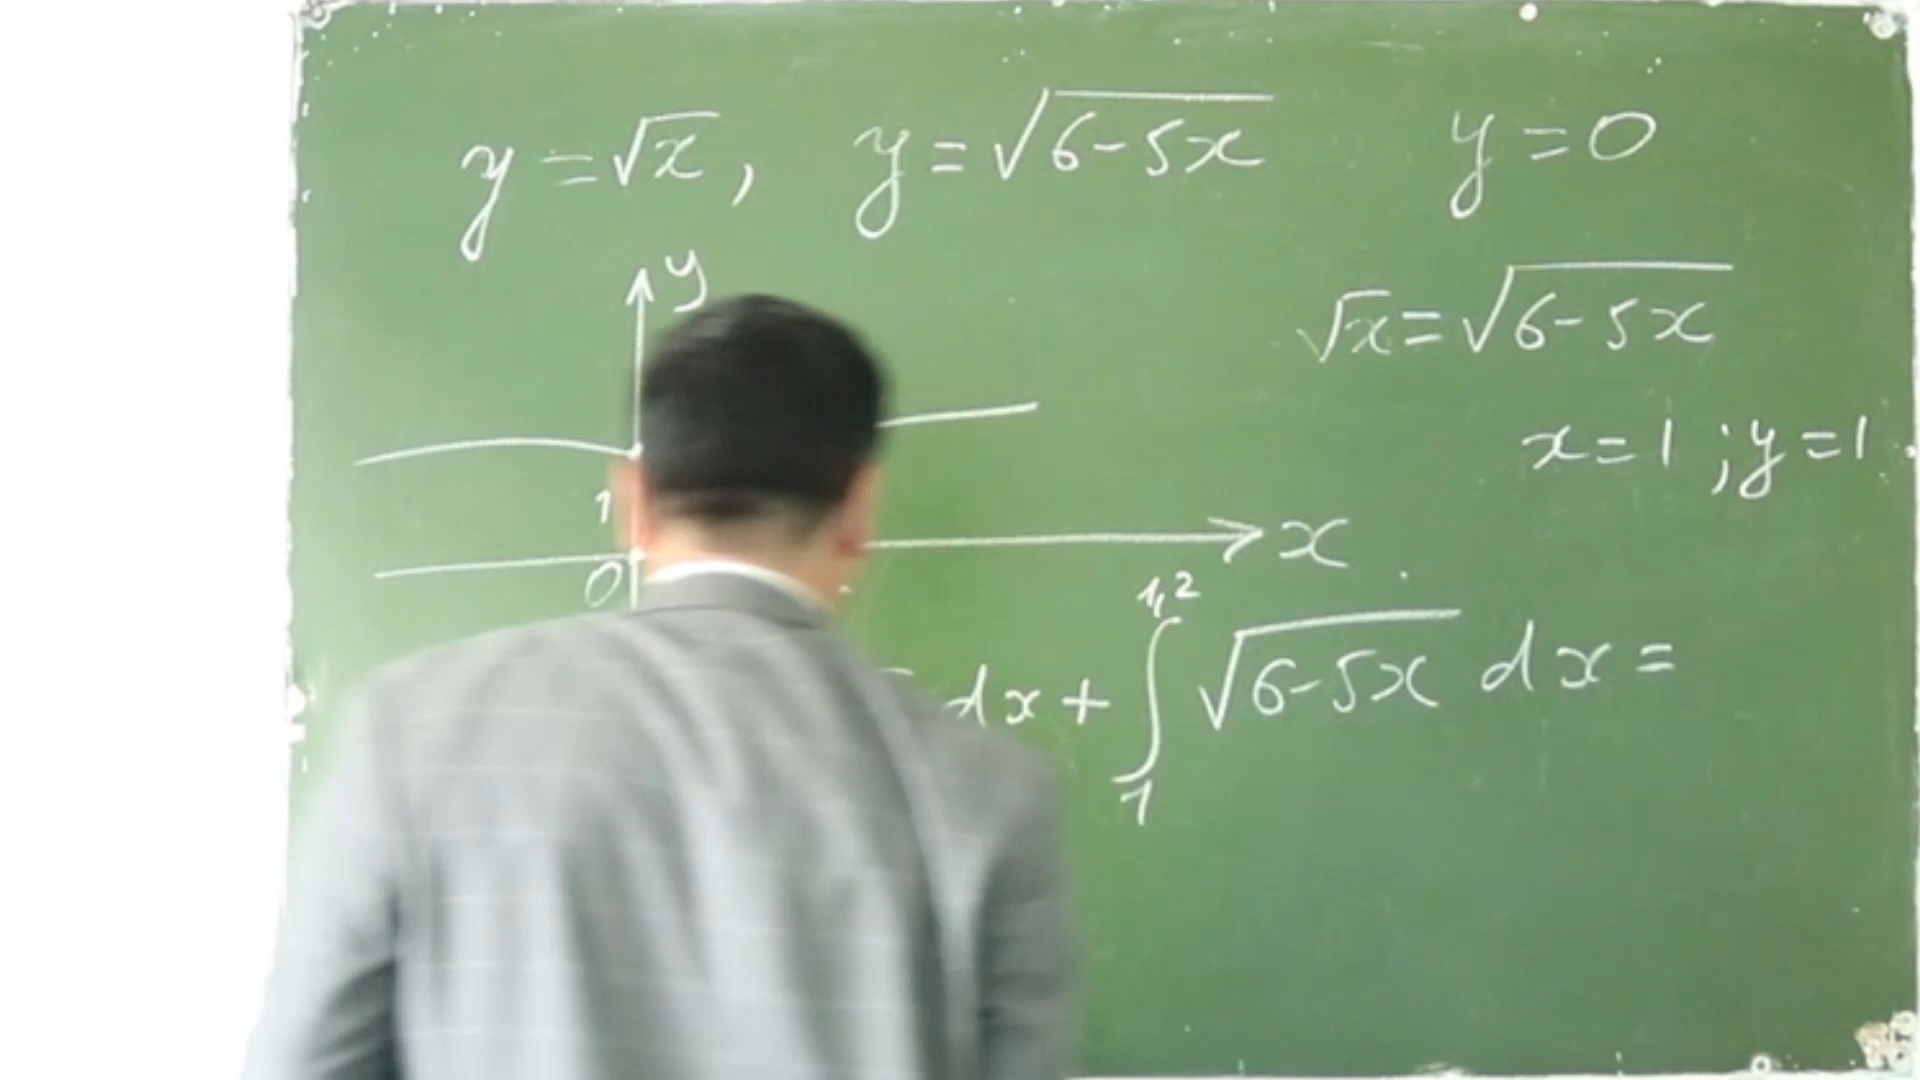 y = √x, y = √(6-5x) y = 0
y
√x = √(6-5x)
x = 1 ; y = 1
1
x
0
dx + ∫₁^{1,2} √(6-5x) dx =